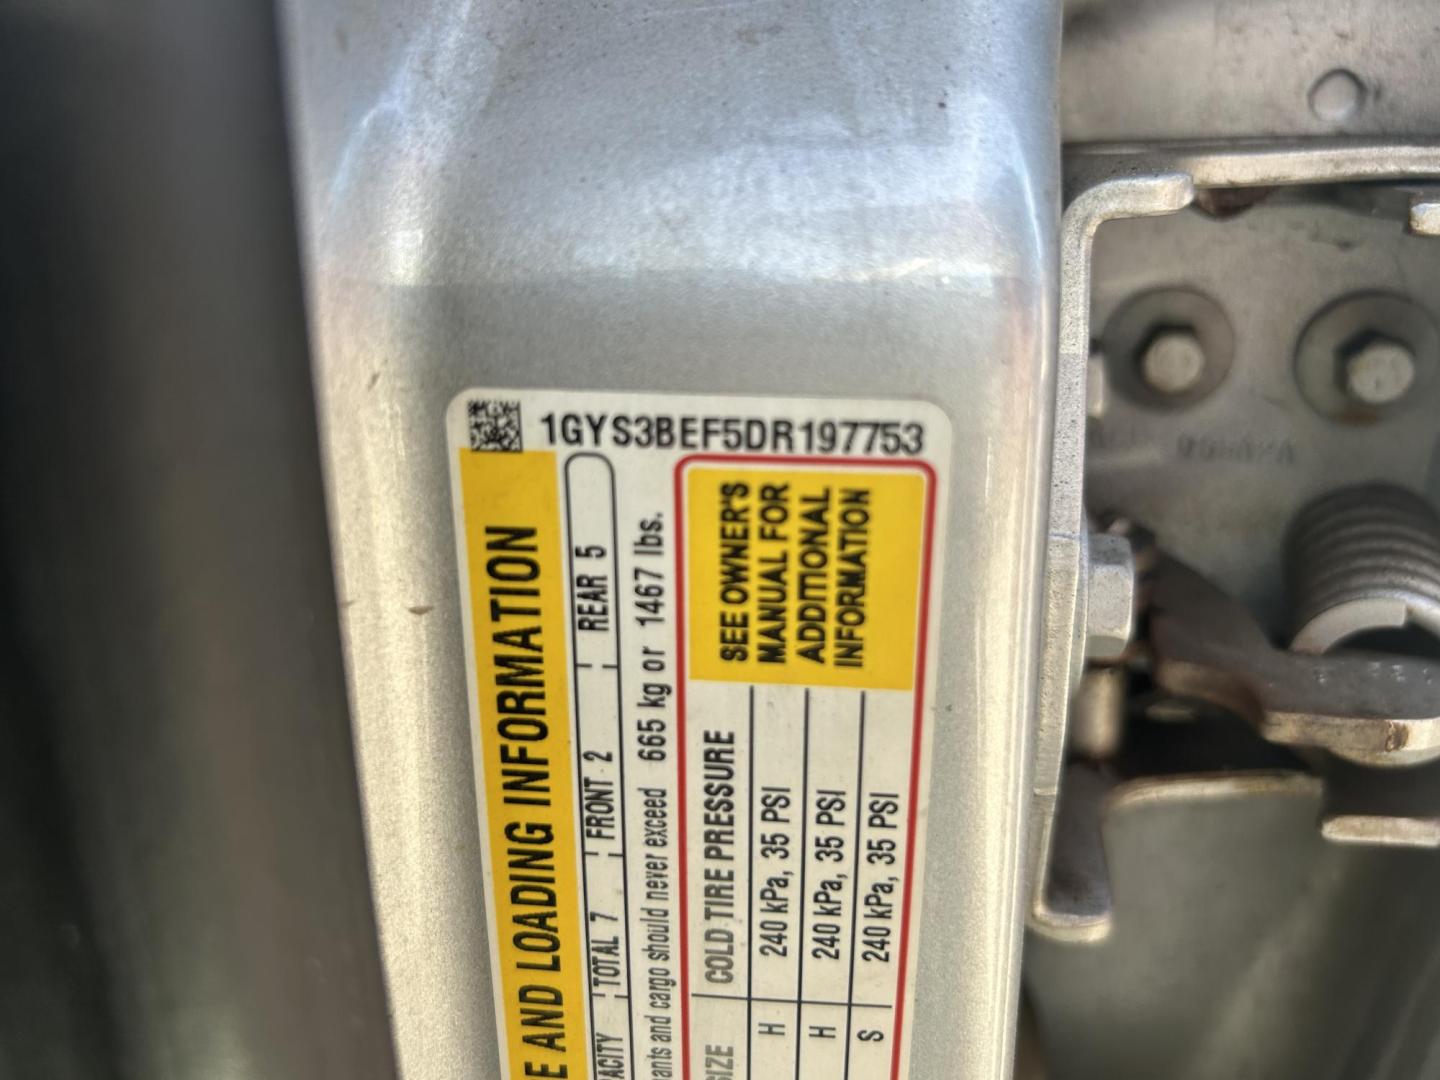 1GYS3BEF5DR197753
E AND LOADING INFORMATION
ACITY TOTAL 7 FRONT 2 REAR 5
ants and cargo should never exceed 665 kg or 1467 lbs.
SIZE COLD TIRE PRESSURE
H 240 kPa, 35 PSI
H 240 kPa, 35 PSI
S 240 kPa, 35 PSI
SEE OWNER'S
MANUAL FOR
ADDITIONAL
INFORMATION